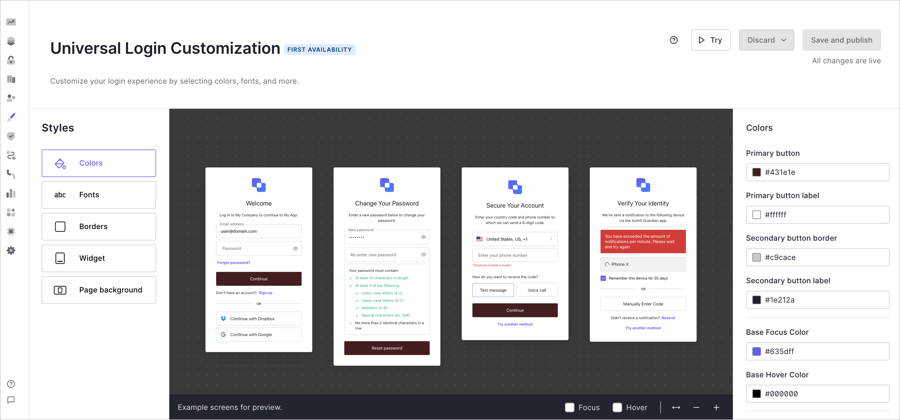 Universal Login Customization
FIRST AVAILABILITY
Try
Discard
Save and publish
All changes are live
Customize your login experience by selecting colors, fonts, and more.
Styles
Colors
abc Fonts
Borders
Widget
Page background
Welcome
Log in to My Company to continue to My App.
Email address
user@domain.com
Password
Forgot password?
Continue
Don't have an account? Sign up
OR
Continue with Dropbox
Continue with Google
Change Your Password
Enter a new password below to change your
password.
New password
Re-enter new password
Your password must contain:
At least 10 characters in length
At least 3 of the following:
Lower case letters (a-z)
Upper case letters (A-Z)
Numbers (0-9)
Special characters (ex. !@#)
No more than 2 identical characters in a
row
Reset password
Secure Your Account
Enter your country code and phone number to
which we can send a 6-digit code.
United States, US, +1
Enter your phone number
How do you want to receive the code?
Text message
Voice call
Continue
Try another method
Verify Your Identity
We've sent a notification to the following device
via the Auth0 Guardian app
You have exceeded the amount of
notifications per minute. Please wait
and try again
iPhone X
Remember this device for 30 days
OR
Manually Enter Code
Didn't receive a notification? Resend
Try another method
Example screens for preview.
Focus
Hover
Colors
Primary button
#431e1e
Primary button label
#ffffff
Secondary button border
#c9cace
Secondary button label
#1e212a
Base Focus Color
#635dff
Base Hover Color
#000000